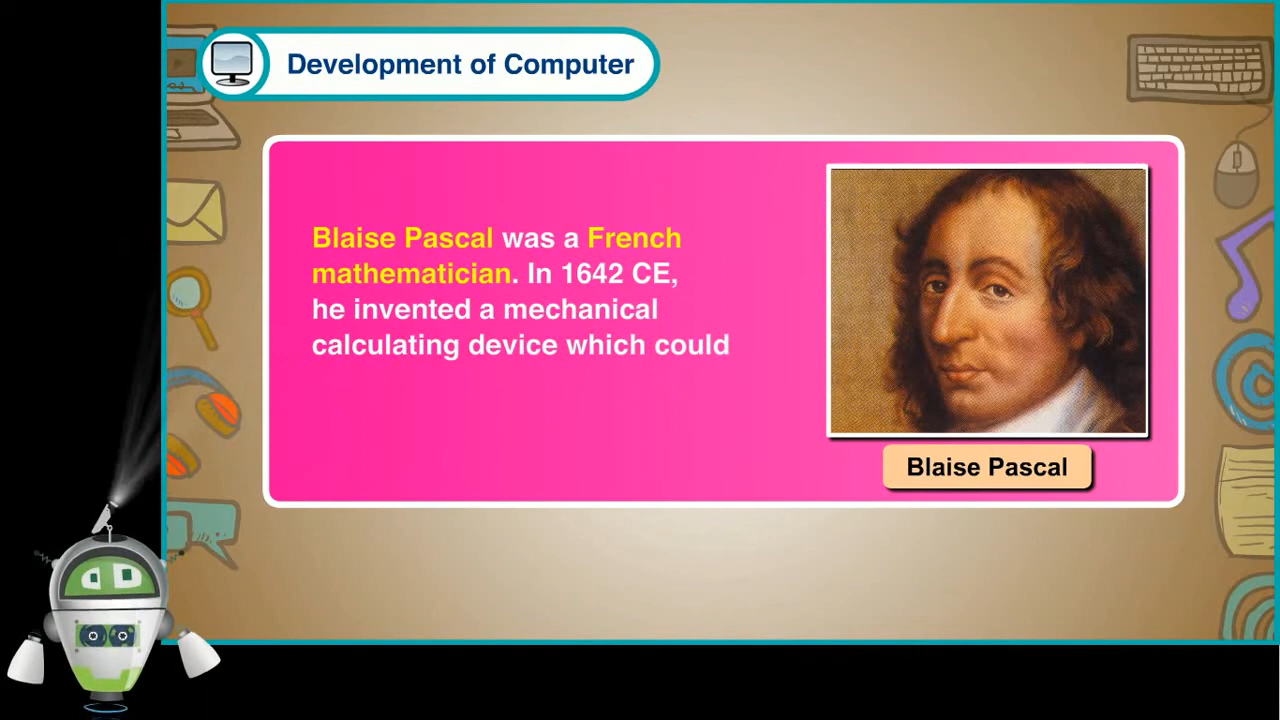 Development of Computer
Blaise Pascal was a French
mathematician. In 1642 CE,
he invented a mechanical
calculating device which could
Blaise Pascal